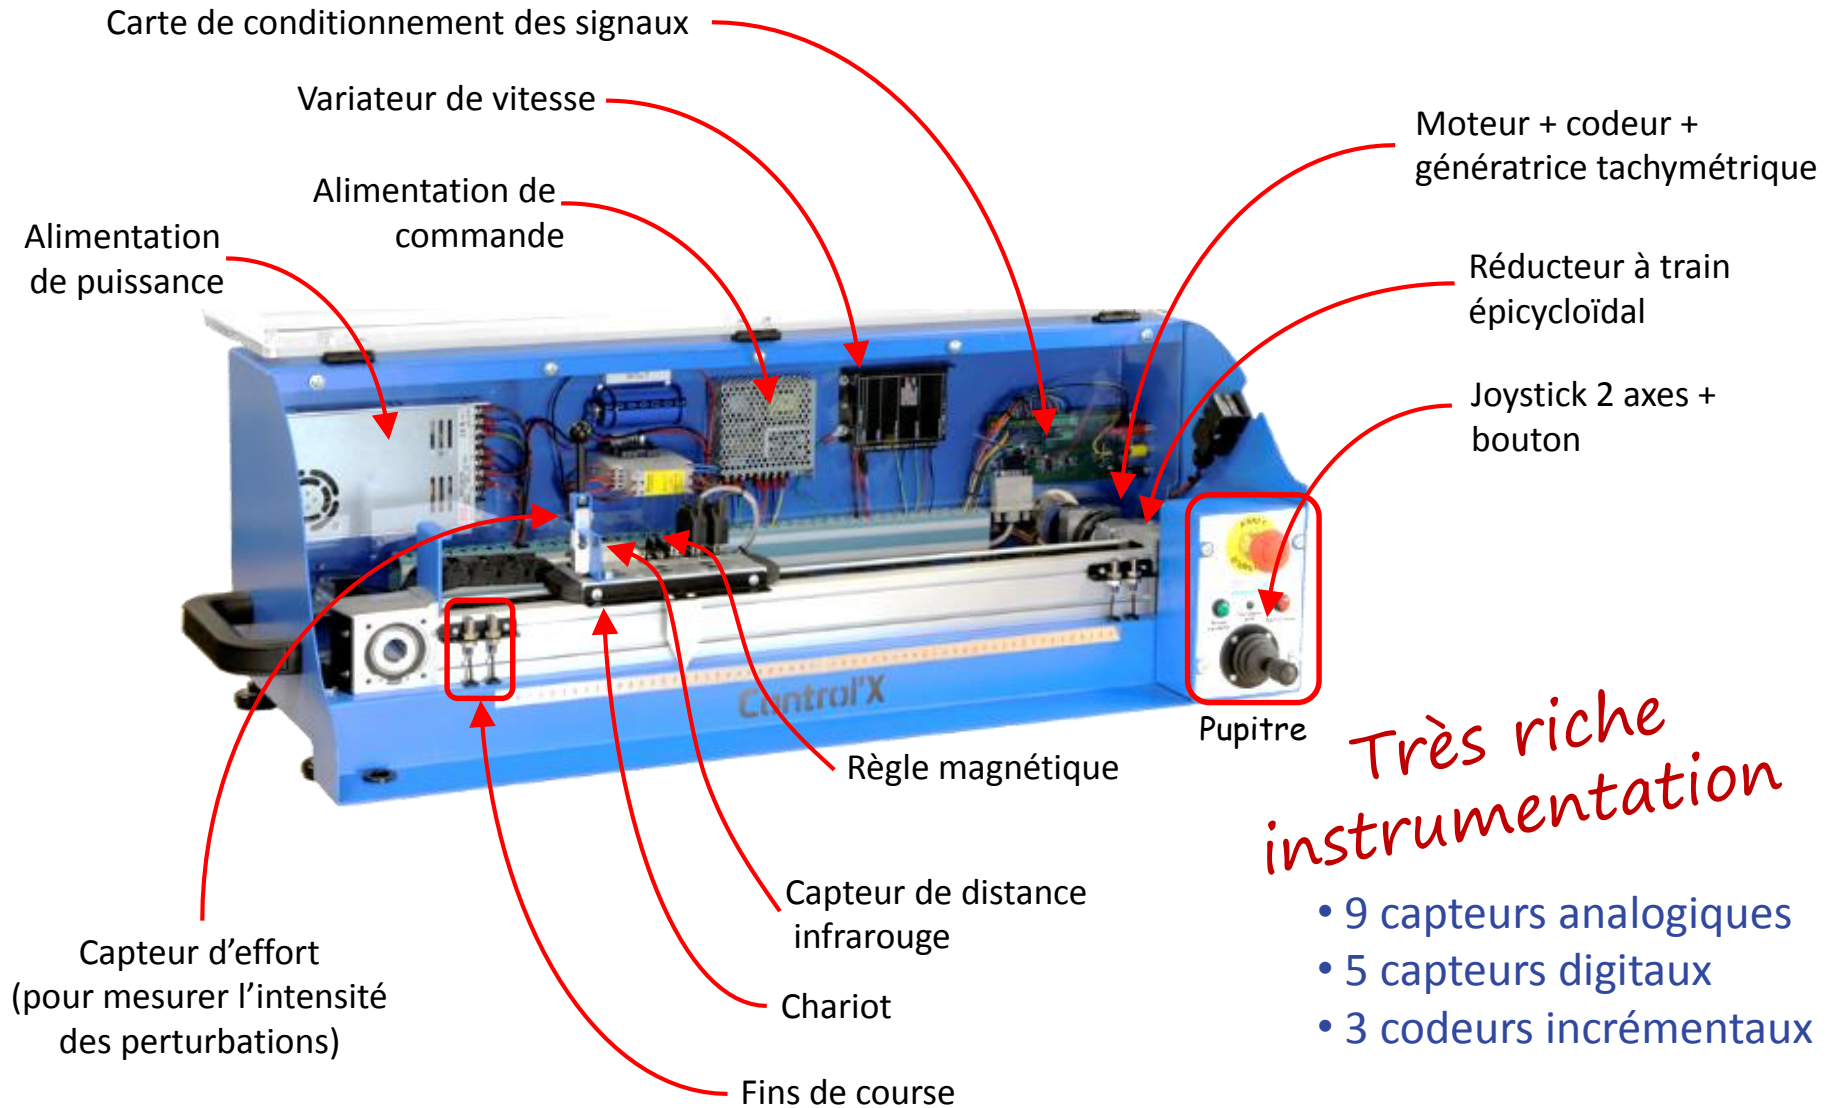 Carte de conditionnement des signaux
Variateur de vitesse
Alimentation de
commande
Alimentation
de puissance
Moteur + codeur +
génératrice tachymétrique
Réducteur à train
épicycloïdal
Joystick 2 axes +
bouton
Control'X
Pupitre
Très riche
instrumentation
• 9 capteurs analogiques
• 5 capteurs digitaux
• 3 codeurs incrémentaux
Règle magnétique
Capteur de distance
infrarouge
Chariot
Fins de course
Capteur d’effort
(pour mesurer l’intensité
des perturbations)